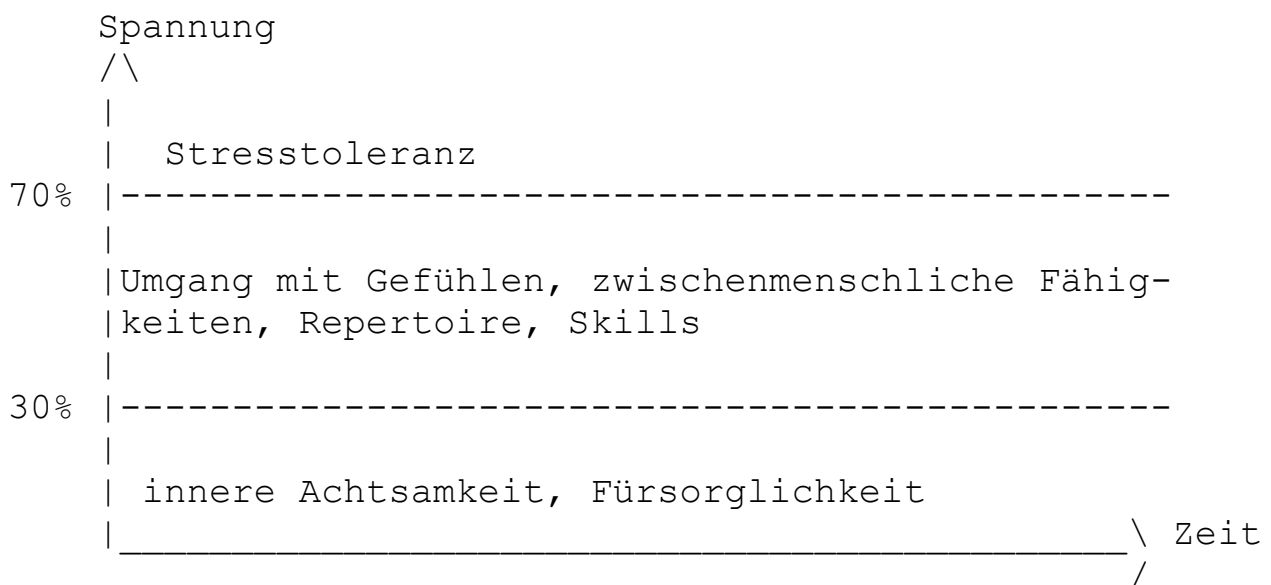 Spannung
Stresstoleranz
70%
Umgang mit Gefühlen, zwischenmenschliche Fähig-
keiten, Repertoire, Skills
30%
innere Achtsamkeit, Fürsorglichkeit
Zeit